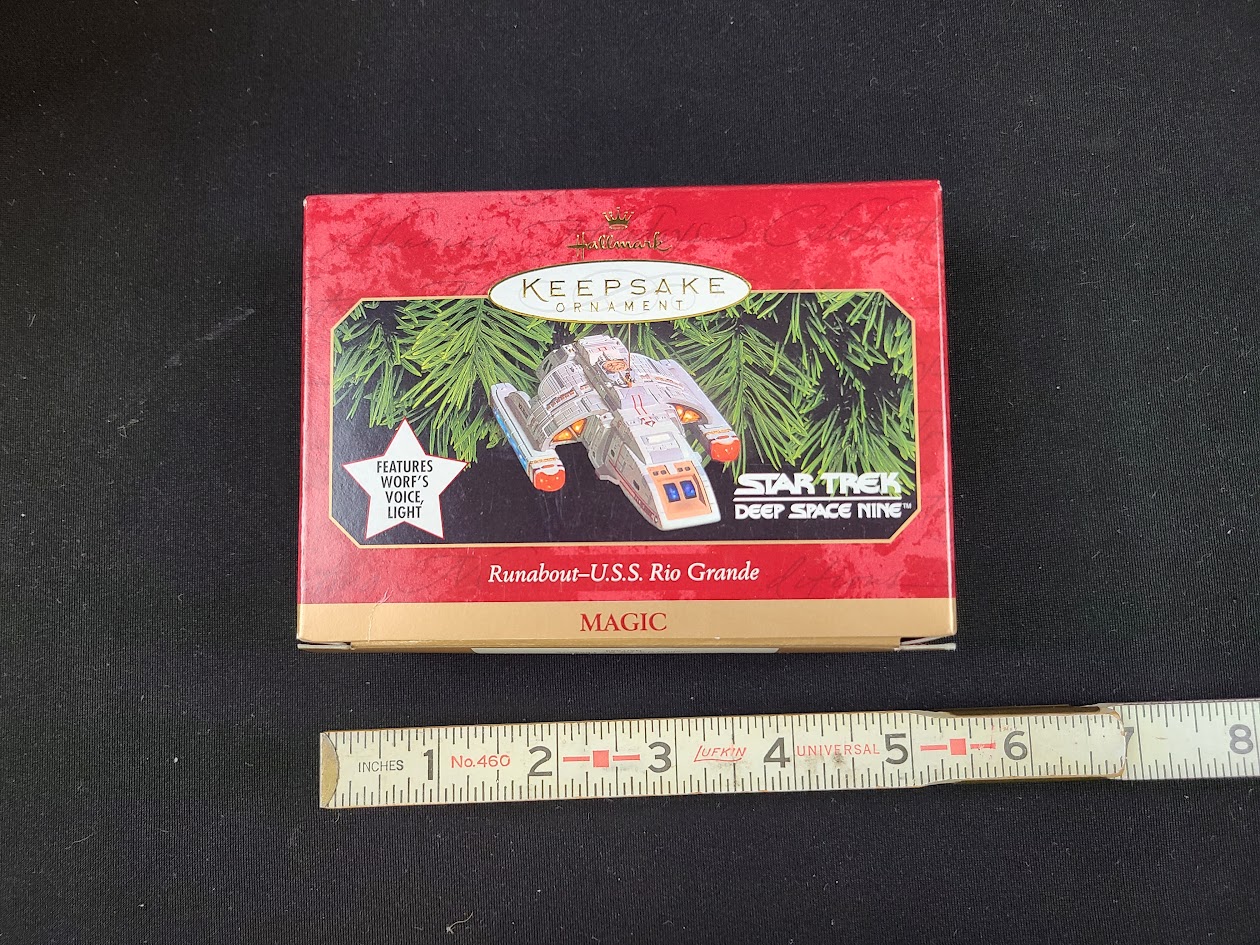 Hallmark
KEEPSAKE
ORNAMENT
FEATURES
WORF'S
VOICE,
LIGHT
STAR TREK
DEEP SPACE NINE™
Runabout–U.S.S. Rio Grande
MAGIC
INCHES 1 No.460 2 3 LUFKIN 4 UNIVERSAL 5 6 7 8